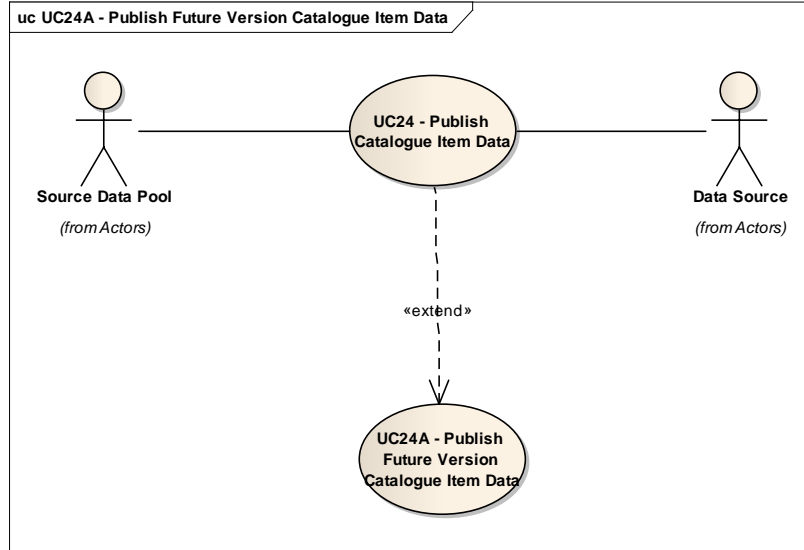 uc UC24A - Publish Future Version Catalogue Item Data
UC24 - Publish
Catalogue Item Data
Source Data Pool
(from Actors)
Data Source
(from Actors)
«extend»
UC24A - Publish
Future Version
Catalogue Item Data